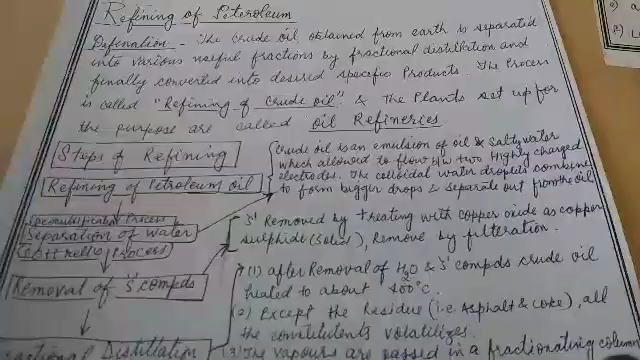 Refining of Peteroleum
Defination - The crude oil obtained from earth is separated
into various useful fractions by fractional distillation and
finally converted into desired specific Products. The Process
is called "Refining of Crude oil" & The Plants set up for
the purpose are called oil Refineries
Steps of Refining
Refining of Petroleum oil
Separation of water
Process
Removal of 'S' compds
Distillation
Crude oil is an emulsion of oil & Salty water
which allowed to flow b/w two Highly charged
electrodes. The colloidal water droplets combine
to form bigger drops & separate out from the oil
'S' Removed by treating with copper oxide as copper
sulphide (Solid), Remove by filteration.
(1) After Removal of H2O & 'S' compds crude oil
heated to about 400°C.
(2) Except the Residue (i.e Asphalt & coke), all
the constitutents volatilizes.
(3) The vapours are passed in a fractionating column